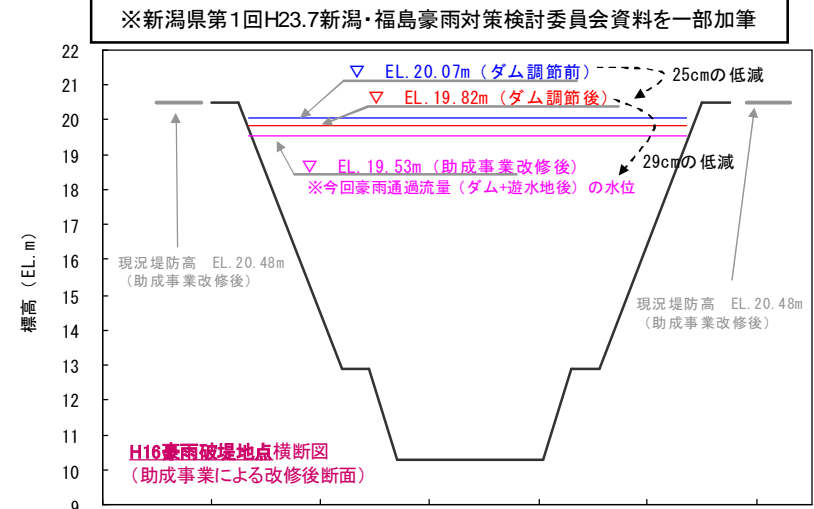 ※新潟県第１回H23.7新潟・福島豪雨対策検討委員会資料を一部加筆
22
21
20
19
18
17
16
15
14
13
12
11
10
9
標高（EL.m）
▽ EL.20.07m（ダム調節前）
25cmの低減
▽ EL.19.82m（ダム調節後）
▽ EL.19.53m（助成事業改修後）
29cmの低減
※今回豪雨通過流量（ダム+遊水地後）の水位
現況堤防高 EL.20.48m
（助成事業改修後）
現況堤防高 EL.20.48m
（助成事業改修後）
H16豪雨破堤地点横断図
（助成事業による改修後断面）